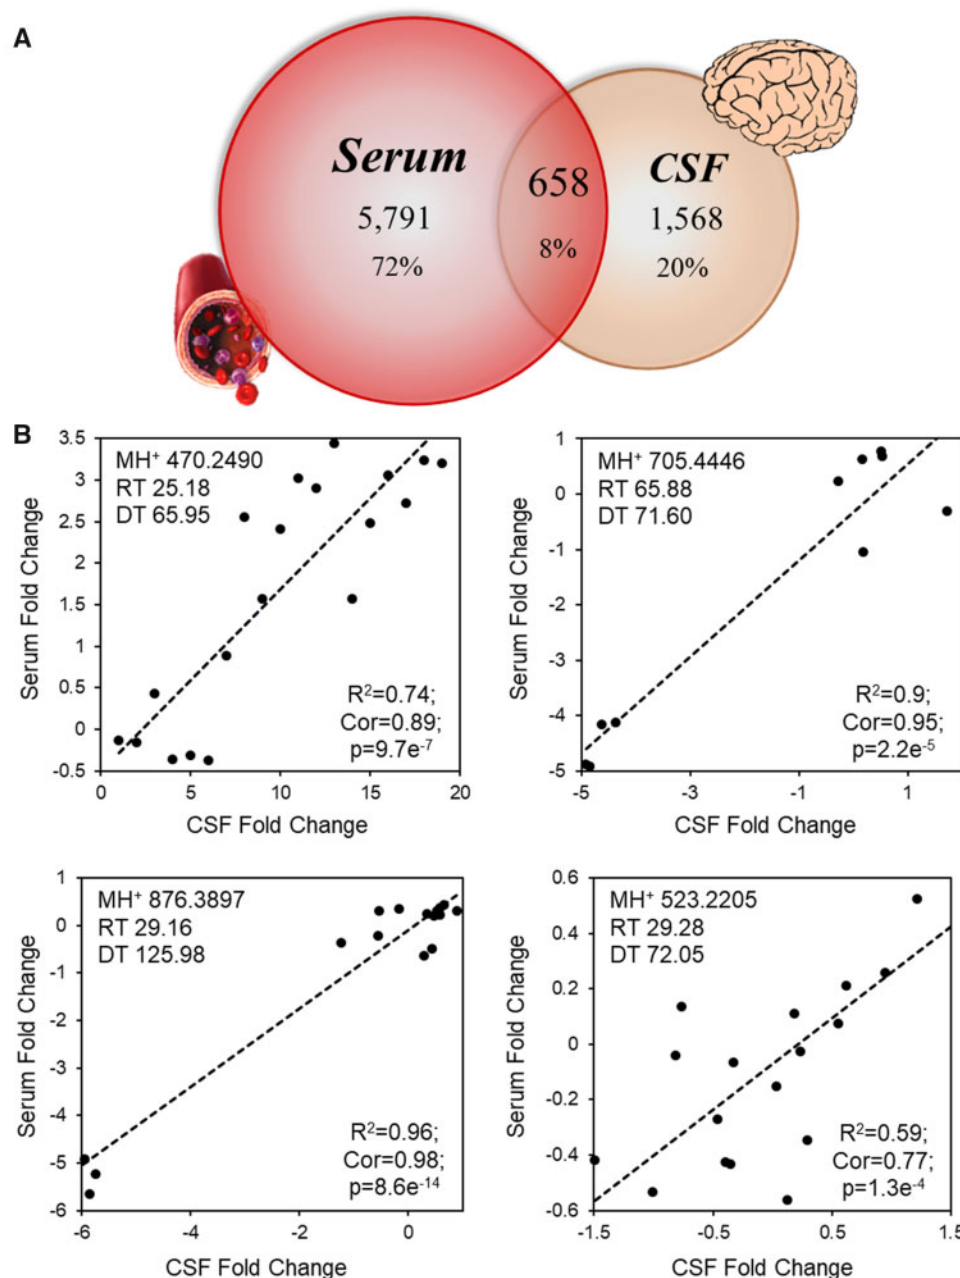 A
Serum
5,791
72%
658
8%
CSF
1,568
20%
B
MH+ 470.2490
RT 25.18
DT 65.95
R²=0.74;
Cor=0.89;
p=9.7e⁻⁷
3.5
3
2.5
2
1.5
1
0.5
0
-0.5
0 5 10 15 20
Serum Fold Change
CSF Fold Change
MH+ 705.4446
RT 65.88
DT 71.60
R²=0.9;
Cor=0.95;
p=2.2e⁻⁵
1
0
-1
-2
-3
-4
-5
-5 -3 -1 1
Serum Fold Change
CSF Fold Change
MH+ 876.3897
RT 29.16
DT 125.98
R²=0.96;
Cor=0.98;
p=8.6e⁻¹⁴
1
0
-1
-2
-3
-4
-5
-6
-6 -4 -2 0
Serum Fold Change
CSF Fold Change
MH+ 523.2205
RT 29.28
DT 72.05
R²=0.59;
Cor=0.77;
p=1.3e⁻⁴
0.6
0.4
0.2
0
-0.2
-0.4
-0.6
-1.5 -0.5 0.5 1.5
Serum Fold Change
CSF Fold Change